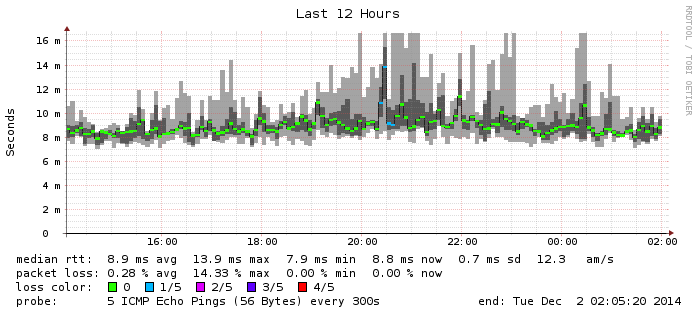 Last 12 Hours
RRDTOOL / TOBI OETIKER
Seconds
16 m
14 m
12 m
10 m
8 m
6 m
4 m
2 m
0
16:00 18:00 20:00 22:00 00:00 02:00
median rtt: 8.9 ms avg 13.9 ms max 7.9 ms min 8.8 ms now 0.7 ms sd 12.3 am/s
packet loss: 0.28 % avg 14.33 % max 0.00 % min 0.00 % now
loss color: 0 1/5 2/5 3/5 4/5
probe: 5 ICMP Echo Pings (56 Bytes) every 300s end: Tue Dec 2 02:05:20 2014